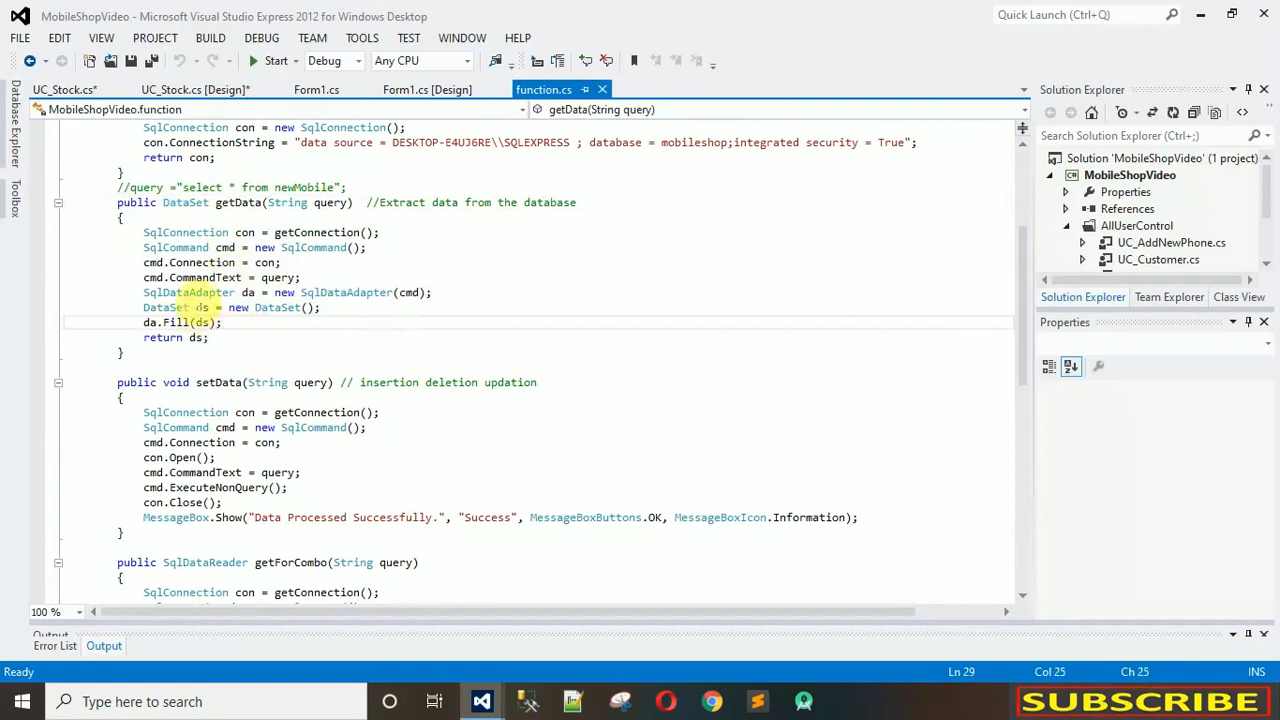 MobileShopVideo - Microsoft Visual Studio Express 2012 for Windows Desktop
Quick Launch (Ctrl+Q)
FILE EDIT VIEW PROJECT BUILD DEBUG TEAM TOOLS TEST WINDOW HELP
Start Debug Any CPU
Database Explorer
Toolbox
UC_Stock.cs* UC_Stock.cs [Design]* Form1.cs Form1.cs [Design] function.cs
MobileShopVideo.function getData(String query)
SqlConnection con = new SqlConnection();
con.ConnectionString = "data source = DESKTOP-E4UJ6RE\\SQLEXPRESS ; database = mobileshop;integrated security = True";
return con;
}
//query ="select * from newMobile";
public DataSet getData(String query) //Extract data from the database
{
SqlConnection con = getConnection();
SqlCommand cmd = new SqlCommand();
cmd.Connection = con;
cmd.CommandText = query;
SqlDataAdapter da = new SqlDataAdapter(cmd);
DataSet ds = new DataSet();
da.Fill(ds);
return ds;
}
public void setData(String query) // insertion deletion updation
{
SqlConnection con = getConnection();
SqlCommand cmd = new SqlCommand();
cmd.Connection = con;
con.Open();
cmd.CommandText = query;
cmd.ExecuteNonQuery();
con.Close();
MessageBox.Show("Data Processed Successfully.", "Success", MessageBoxButtons.OK, MessageBoxIcon.Information);
}
public SqlDataReader getForCombo(String query)
{
SqlConnection con = getConnection();
100 %
Solution Explorer
Search Solution Explorer (Ctrl+;)
Solution 'MobileShopVideo' (1 project)
MobileShopVideo
Properties
References
AllUserControl
UC_AddNewPhone.cs
UC_Customer.cs
Solution Explorer Team Explorer Class View
Properties
Output
Error List Output
Ready Ln 29 Col 25 Ch 25 INS
Type here to search
SUBSCRIBE